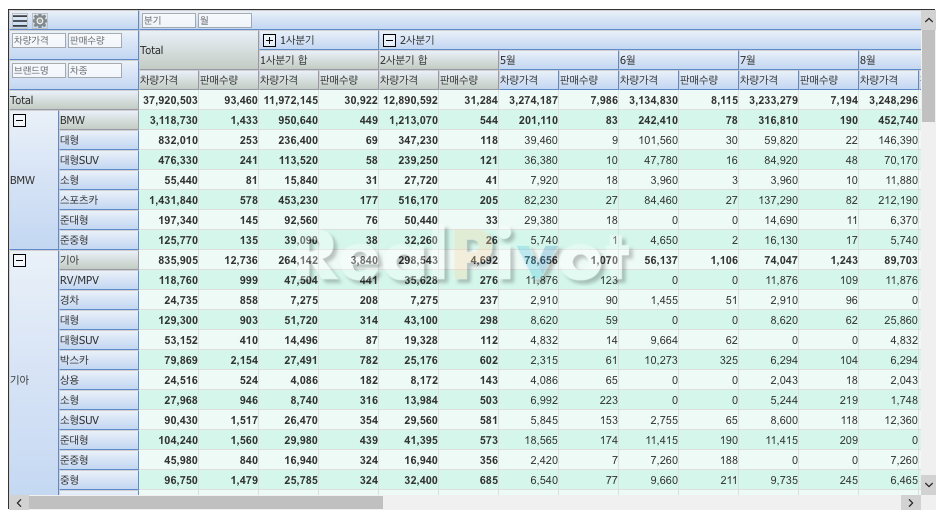 분기 월
차량가격 판매수량
브랜드명 차종
Total 1사분기 2사분기
1사분기 합 2사분기 합 5월 6월 7월 8월
차량가격 판매수량 차량가격 판매수량 차량가격 판매수량 차량가격 판매수량 차량가격 판매수량 차량가격 판매수량 차량가격
Total 37,920,503 93,460 11,972,145 30,922 12,890,592 31,284 3,274,187 7,986 3,134,830 8,115 3,233,279 7,194 3,248,296
BMW 3,118,730 1,433 950,640 449 1,213,070 544 201,110 83 242,410 78 316,810 190 452,740
대형 832,010 253 236,400 69 347,230 118 39,460 9 101,560 30 59,820 22 146,390
대형SUV 476,330 241 113,520 58 239,250 121 36,380 10 47,780 16 84,920 48 70,170
BMW 소형 55,440 81 15,840 31 27,720 41 7,920 18 3,960 3 3,960 10 11,880
스포츠카 1,431,840 578 453,230 177 516,170 205 82,230 27 84,460 27 137,290 82 212,190
준대형 197,340 145 92,560 76 50,440 33 29,380 18 0 0 14,690 11 6,370
준중형 125,770 135 39,090 38 32,260 26 5,740 1 4,650 2 16,130 17 5,740
RealPivot
기아 835,905 12,736 264,142 3,840 298,543 4,692 78,656 1,070 56,137 1,106 74,047 1,243 89,703
RV/MPV 118,760 999 47,504 441 35,628 276 11,876 123 0 0 11,876 109 11,876
경차 24,735 858 7,275 208 7,275 237 2,910 90 1,455 51 2,910 96 0
대형 129,300 903 51,720 314 43,100 298 8,620 59 0 0 8,620 62 25,860
대형SUV 53,152 410 14,496 87 19,328 112 4,832 14 9,664 62 0 0 4,832
박스카 79,869 2,154 27,491 782 25,176 602 2,315 61 10,273 325 6,294 104 6,294
기아 상용 24,516 524 4,086 182 8,172 143 4,086 65 0 0 2,043 18 2,043
소형 27,968 946 8,740 316 13,984 503 6,992 223 0 0 5,244 219 1,748
소형SUV 90,430 1,517 26,470 354 29,560 581 5,845 153 2,755 65 8,600 118 12,360
준대형 104,240 1,560 29,980 439 41,395 573 18,565 174 11,415 190 11,415 209 0
준중형 45,980 840 16,940 324 16,940 356 2,420 7 7,260 188 0 0 7,260
중형 96,750 1,479 25,785 324 32,400 685 6,540 77 9,660 211 9,735 245 6,465